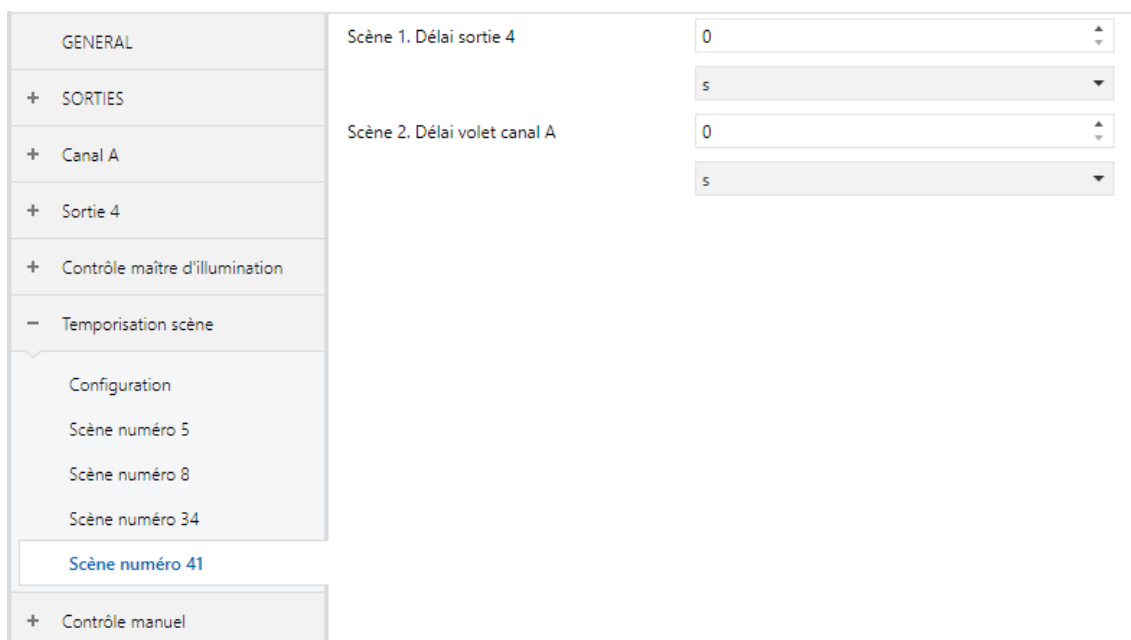 GENERAL
+ SORTIES
+ Canal A
+ Sortie 4
+ Contrôle maître d'illumination
− Temporisation scène
Configuration
Scène numéro 5
Scène numéro 8
Scène numéro 34
Scène numéro 41
+ Contrôle manuel
Scène 1. Délai sortie 4
0
s
Scène 2. Délai volet canal A
0
s